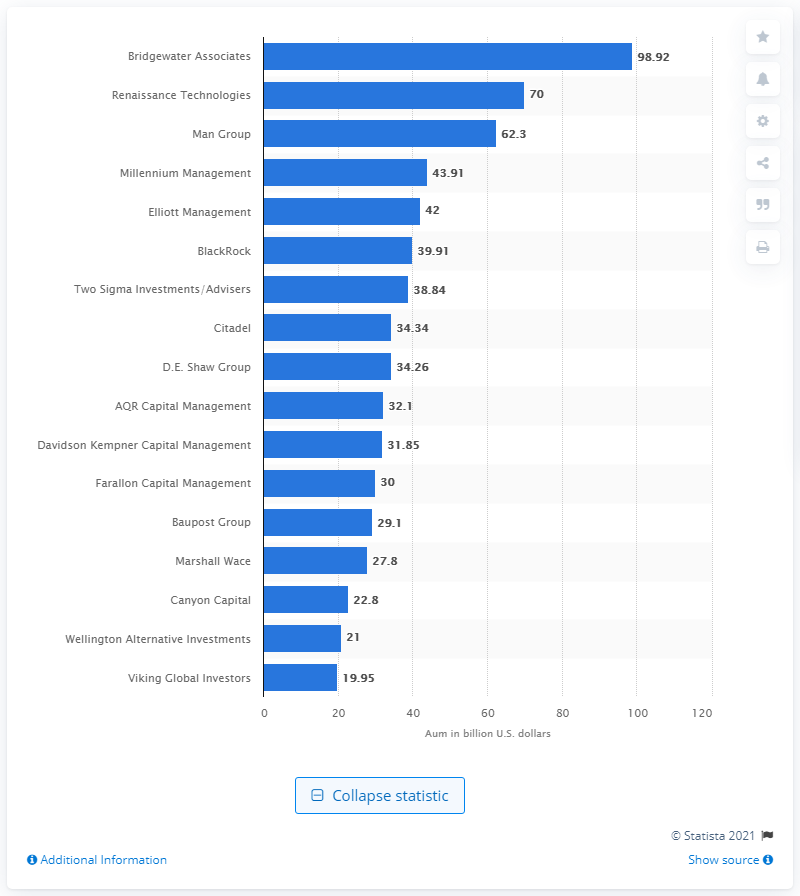 Bridgewater Associates 98.92
Renaissance Technologies 70
Man Group 62.3
Millennium Management 43.91
Elliott Management 42
BlackRock 39.91
Two Sigma Investments/Advisers 38.84
Citadel 34.34
D.E. Shaw Group 34.26
AQR Capital Management 32.1
Davidson Kempner Capital Management 31.85
Farallon Capital Management 30
Baupost Group 29.1
Marshall Wace 27.8
Canyon Capital 22.8
Wellington Alternative Investments 21
Viking Global Investors 19.95
0 20 40 60 80 100 120
Aum in billion U.S. dollars
Collapse statistic
© Statista 2021
Additional Information Show source